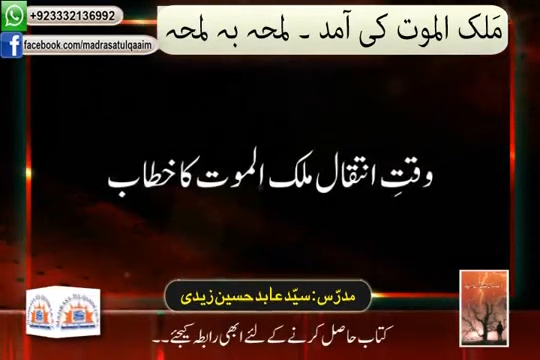 +923332136992
facebook.com/madrasatulqaaim
مَلک الموت کی آمد ۔ لمحہ بہ لمحہ
وقتِ انتقال ملک الموت کا خطاب
مدرّس: سیّد عابد حسین زیدی
کتاب حاصل کرنے کے لئے ابھی رابطہ کیجئے۔۔